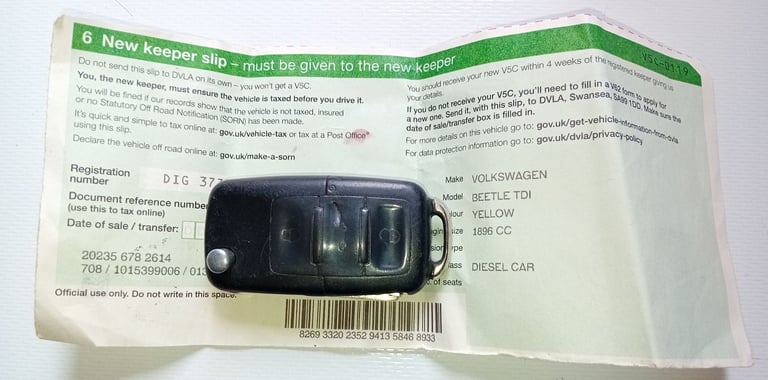 6 New keeper slip – must be given to the new keeper
V5C-0119
Do not send this slip to DVLA on its own – you won't get a V5C.
You, the new keeper, must ensure the vehicle is taxed before you drive it.
You will be fined if our records show that the vehicle is not taxed, insured
or no Statutory Off Road Notification (SORN) has been made.
It's quick and simple to tax online at: gov.uk/vehicle-tax or tax at a Post Office®
using this slip.
Declare the vehicle off road online at: gov.uk/make-a-sorn
Registration
number
DIG
Document reference
(use this to tax online)
Date of sale / transfer:
20235 678 2614
708 / 1015399006 /
Official use only. Do not write in this space.
You should receive your new V5C within 4 weeks of the registered keeper giving us
your details.
If you do not receive your V5C, you'll need to fill in a V62 form to apply for
a new one. Send it, with this slip, to DVLA, Swansea, SA99 1DD. Make sure the
date of sale/transfer box is filled in.
For more details on this vehicle go to: gov.uk/get-vehicle-information-from-dvla
For data protection information go to: gov.uk/dvla/privacy-policy
Make VOLKSWAGEN
Model BEETLE TDI
YELLOW
size 1896 CC
DIESEL CAR
of seats
8269 3320 2352 9413 5846 8933